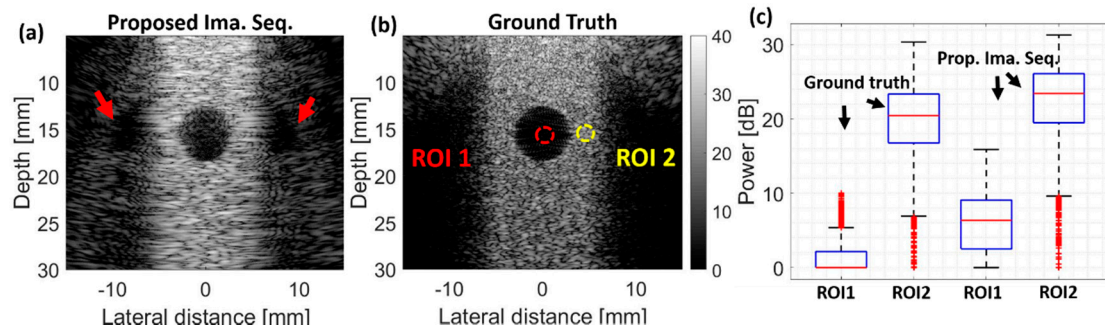 (a) Proposed Ima. Seq.
Depth [mm]
10
15
20
25
30
-10 0 10
Lateral distance [mm]
(b) Ground Truth
Depth [mm]
10
15
20
25
30
ROI 1
ROI 2
-10 0 10
Lateral distance [mm]
40
30
20
10
0
(c)
Power [dB]
30
20
10
0
Ground truth
Prop. Ima. Seq.
ROI1 ROI2 ROI1 ROI2